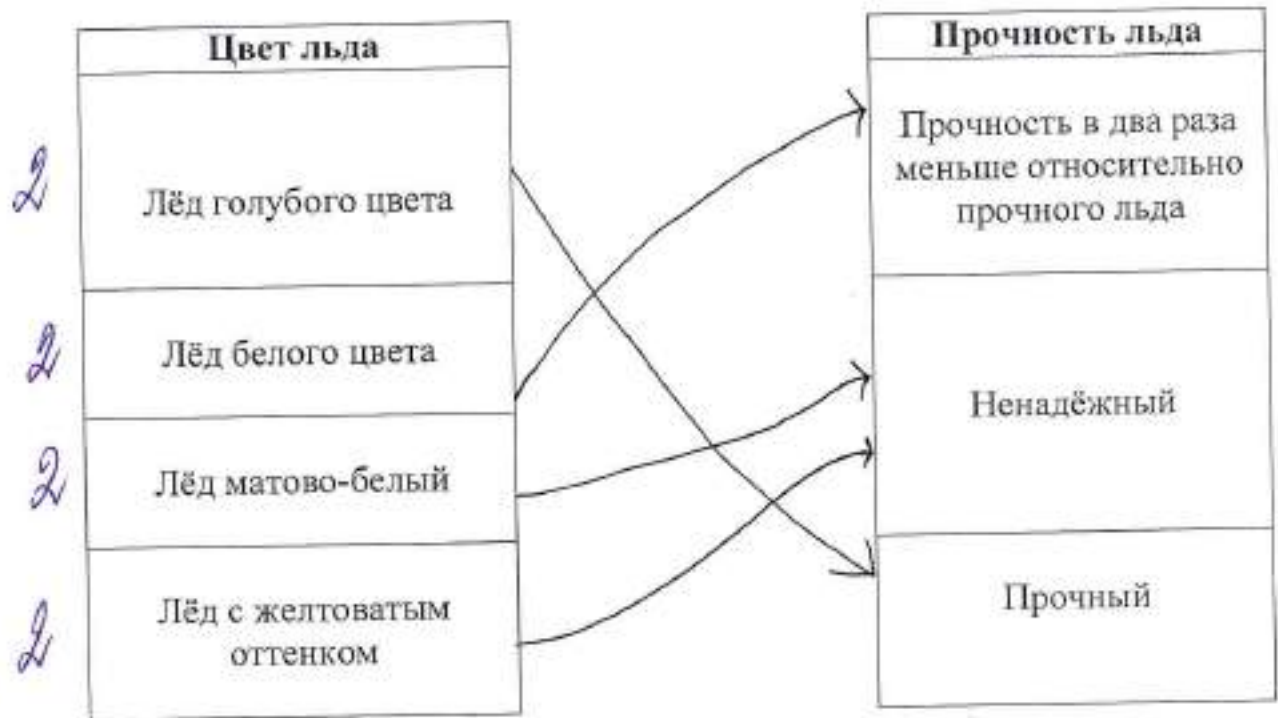 Цвет льда
2 Лёд голубого цвета
2 Лёд белого цвета
2 Лёд матово-белый
2 Лёд с желтоватым
оттенком
Прочность льда
Прочность в два раза
меньше относительно
прочного льда
Ненадёжный
Прочный